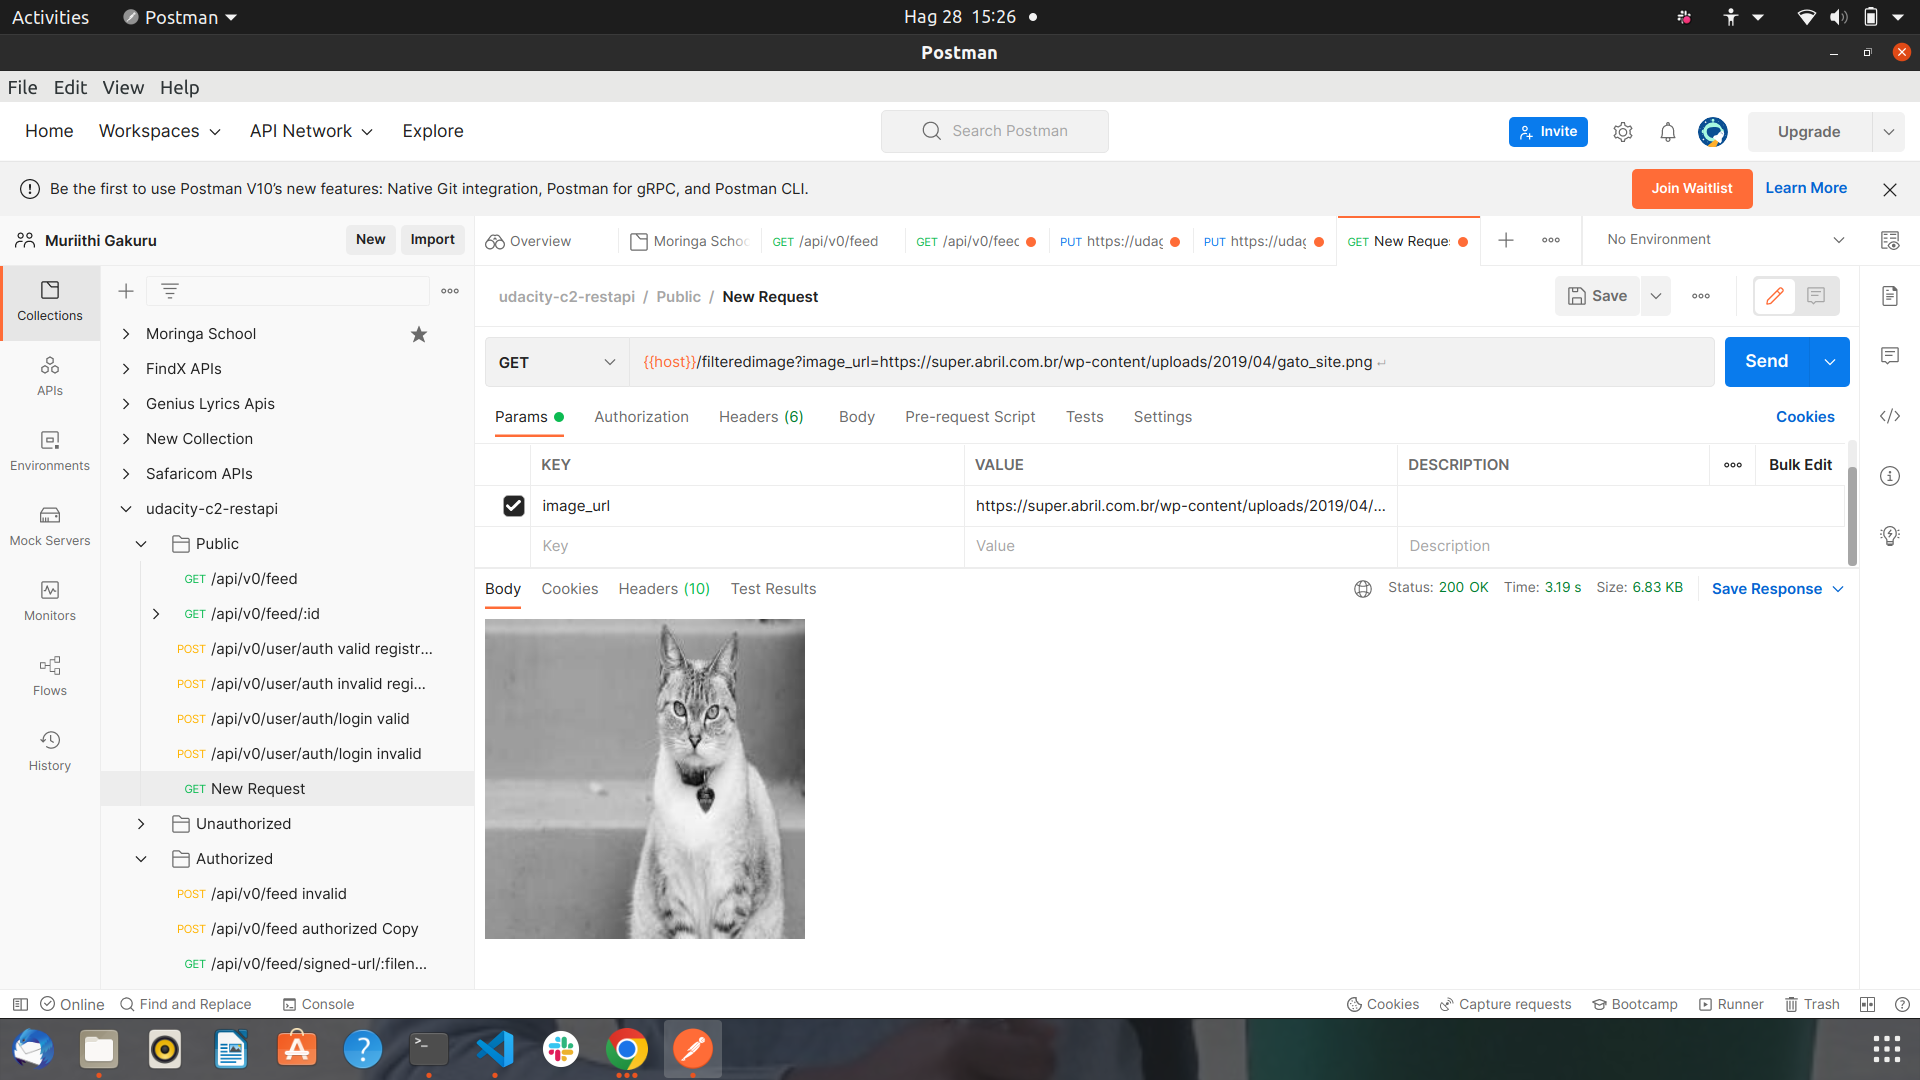 Activities Postman Hag 28 15:26
Postman
File Edit View Help
Home Workspaces API Network Explore Search Postman Invite Upgrade
Be the first to use Postman V10's new features: Native Git integration, Postman for gRPC, and Postman CLI. Join Waitlist Learn More
Muriithi Gakuru New Import
Overview Moringa Schoo GET /api/v0/feed GET /api/v0/feed PUT https://udag PUT https://udag GET New Reques No Environment
Collections
APIs
Environments
Mock Servers
Monitors
Flows
History
Moringa School
FindX APIs
Genius Lyrics Apis
New Collection
Safaricom APIs
udacity-c2-restapi
Public
GET /api/v0/feed
GET /api/v0/feed/:id
POST /api/v0/user/auth valid registr...
POST /api/v0/user/auth invalid regi...
POST /api/v0/user/auth/login valid
POST /api/v0/user/auth/login invalid
GET New Request
Unauthorized
Authorized
POST /api/v0/feed invalid
POST /api/v0/feed authorized Copy
GET /api/v0/feed/signed-url/:filen...
udacity-c2-restapi / Public / New Request Save
GET {{host}}/filteredimage?image_url=https://super.abril.com.br/wp-content/uploads/2019/04/gato_site.png Send
Params Authorization Headers (6) Body Pre-request Script Tests Settings Cookies
KEY VALUE DESCRIPTION Bulk Edit
image_url https://super.abril.com.br/wp-content/uploads/2019/04/...
Key Value Description
Body Cookies Headers (10) Test Results Status: 200 OK Time: 3.19 s Size: 6.83 KB Save Response
Online Find and Replace Console Cookies Capture requests Bootcamp Runner Trash